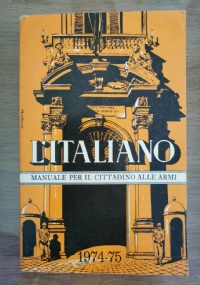 L'ITALIANO
MANUALE PER IL CITTADINO ALLE ARMI
1974-75